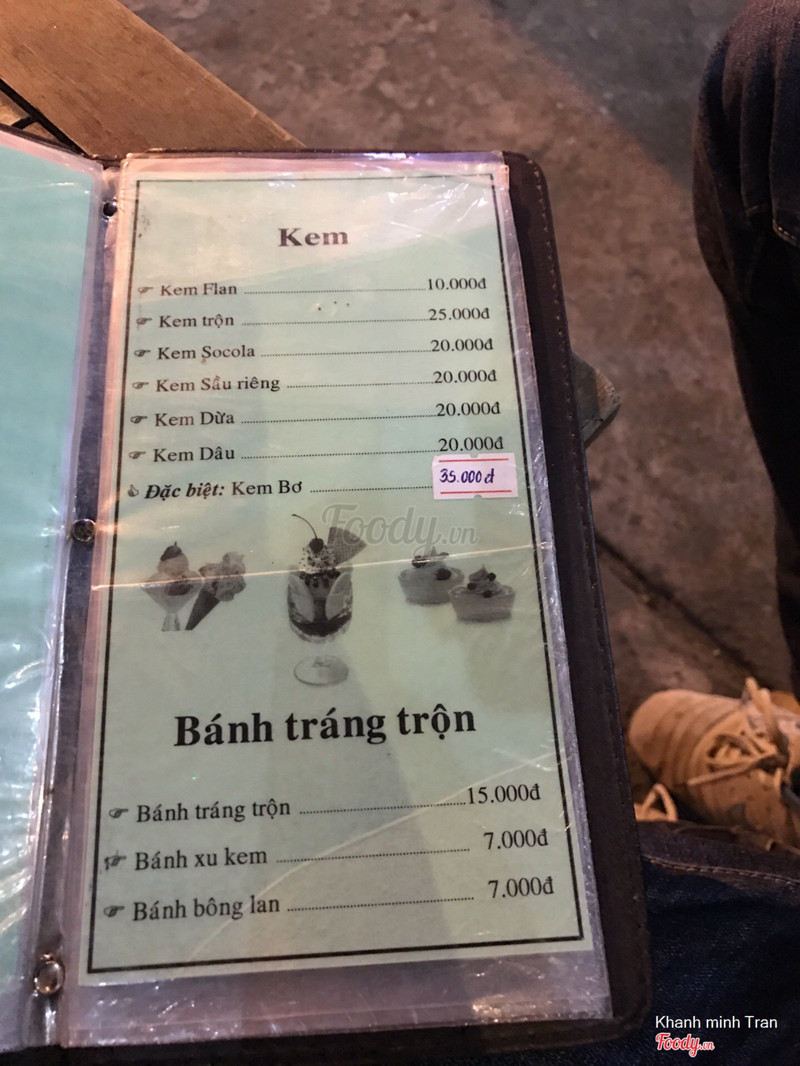 Kem
Kem Flan 10.000đ
Kem trộn 25.000đ
Kem Socola 20.000đ
Kem Sầu riêng 20.000đ
Kem Dừa 20.000đ
Kem Dâu 20.000đ
Đặc biệt: Kem Bơ 35.000đ
Foody.vn
Bánh tráng trộn
Bánh tráng trộn 15.000đ
Bánh xu kem 7.000đ
Bánh bông lan 7.000đ
Khanh minh Tran
Foody.vn